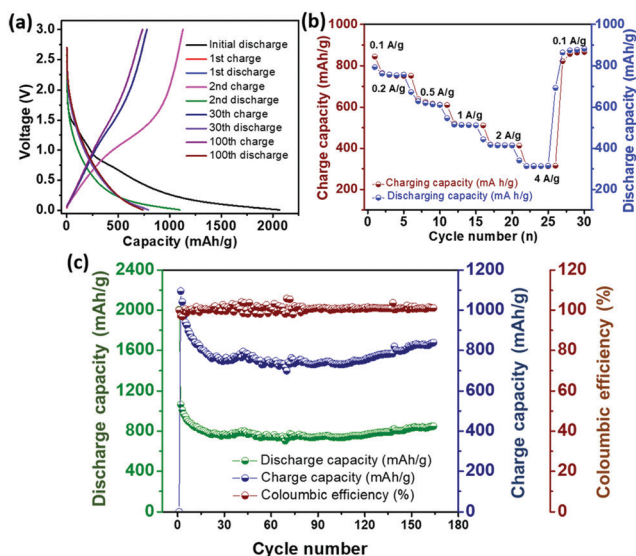 (a)
3.0
2.5
2.0
1.5
1.0
0.5
0.0
Voltage (V)
Initial discharge
1st charge
1st discharge
2nd charge
2nd discharge
30th charge
30th discharge
100th charge
100th discharge
0 500 1000 1500 2000
Capacity (mAh/g)
(b)
1000
800
600
400
200
Charge capacity (mAh/g)
0.1 A/g
0.2 A/g
0.5 A/g
1 A/g
2 A/g
4 A/g
0.1 A/g
Charging capacity (mA h/g)
Discharging capacity (mA h/g)
0 5 10 15 20 25 30
Cycle number (n)
1000
800
600
400
200
Discharge capacity (mAh/g)
(c)
2400
2000
1600
1200
800
400
0
Discharge capacity (mAh/g)
Discharge capacity (mAh/g)
Charge capacity (mAh/g)
Coloumbic efficiency (%)
0 30 60 90 120 150 180
Cycle number
1200
1000
800
600
400
200
0
Charge capacity (mAh/g)
120
100
80
60
40
20
0
Coloumbic efficiency (%)